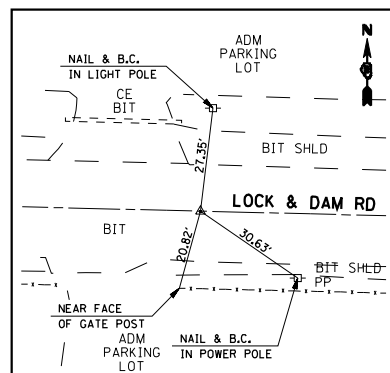 NAIL & B.C.
IN LIGHT POLE
ADM
PARKING
LOT
N
CE
BIT
27.35'
BIT SHLD
LOCK & DAM RD
BIT
20.82'
30.63'
BIT SHLD
PP
NEAR FACE
OF GATE POST
ADM
PARKING
LOT
NAIL & B.C.
IN POWER POLE